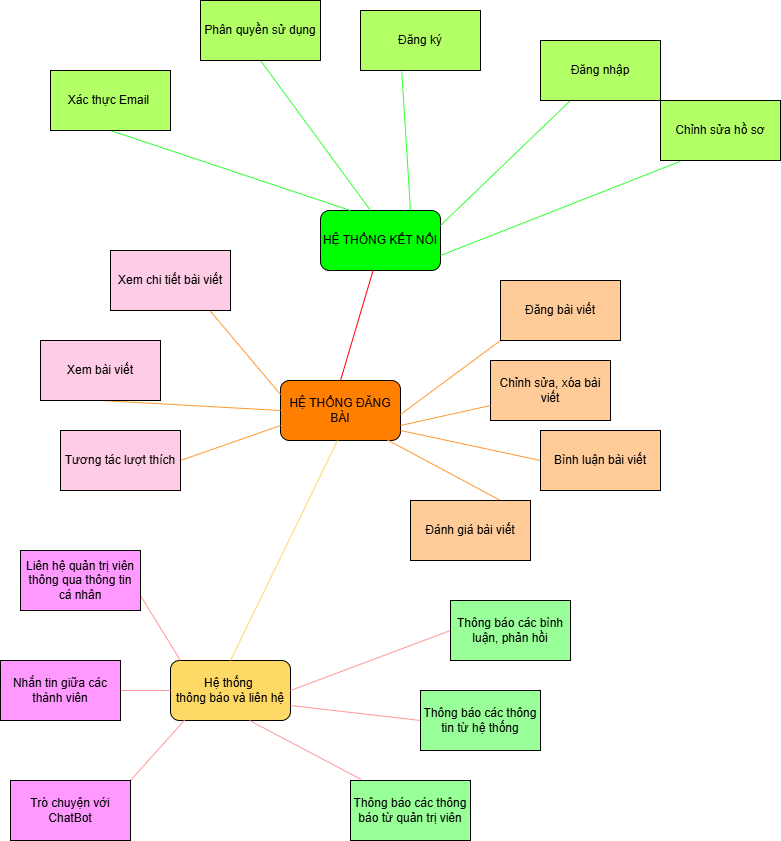 Phân quyền sử dụng
Đăng ký
Đăng nhập
Xác thực Email
Chỉnh sửa hồ sơ
HỆ THỐNG KẾT NỐI
Xem chi tiết bài viết
Đăng bài viết
Xem bài viết
Chỉnh sửa, xóa bài
viết
HỆ THỐNG ĐĂNG
BÀI
Tương tác lượt thích
Bình luận bài viết
Đánh giá bài viết
Liên hệ quản trị viên
thông qua thông tin
cá nhân
Thông báo các bình
luận, phản hồi
Nhắn tin giữa các
thành viên
Hệ thống
thông báo và liên hệ
Thông báo các thông
tin từ hệ thống
Trò chuyện với
ChatBot
Thông báo các thông
báo từ quản trị viên